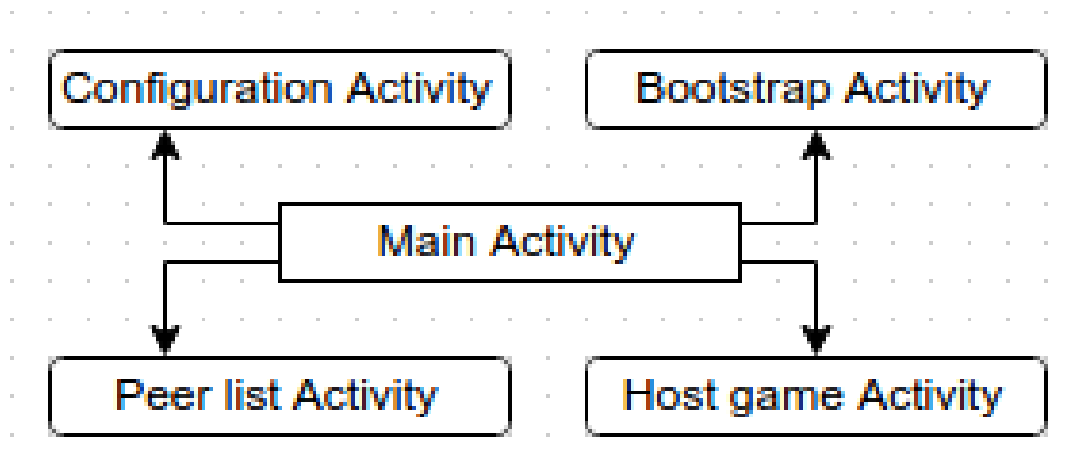 Configuration Activity
Bootstrap Activity
Main Activity
Peer list Activity
Host game Activity